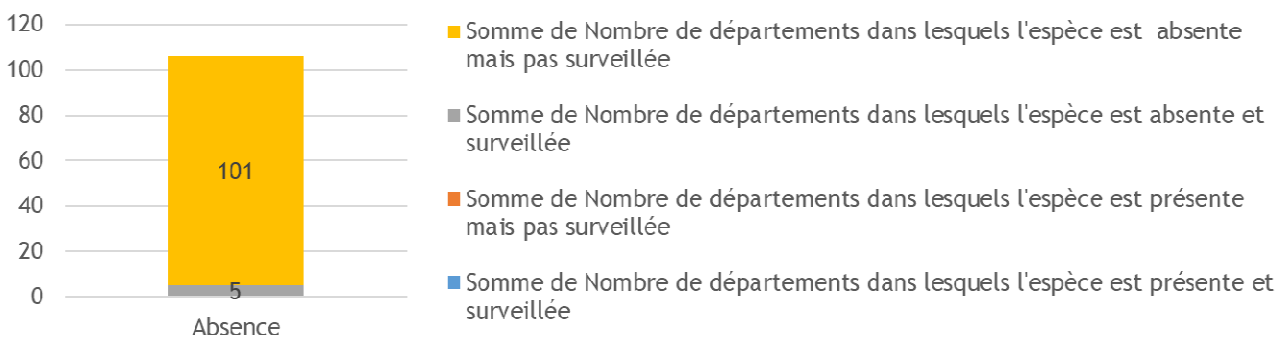 120
100
80
60
40
20
0
101
5
Absence
Somme de Nombre de départements dans lesquels l'espèce est absente
mais pas surveillée
Somme de Nombre de départements dans lesquels l'espèce est absente et
surveillée
Somme de Nombre de départements dans lesquels l'espèce est présente
mais pas surveillée
Somme de Nombre de départements dans lesquels l'espèce est présente et
surveillée